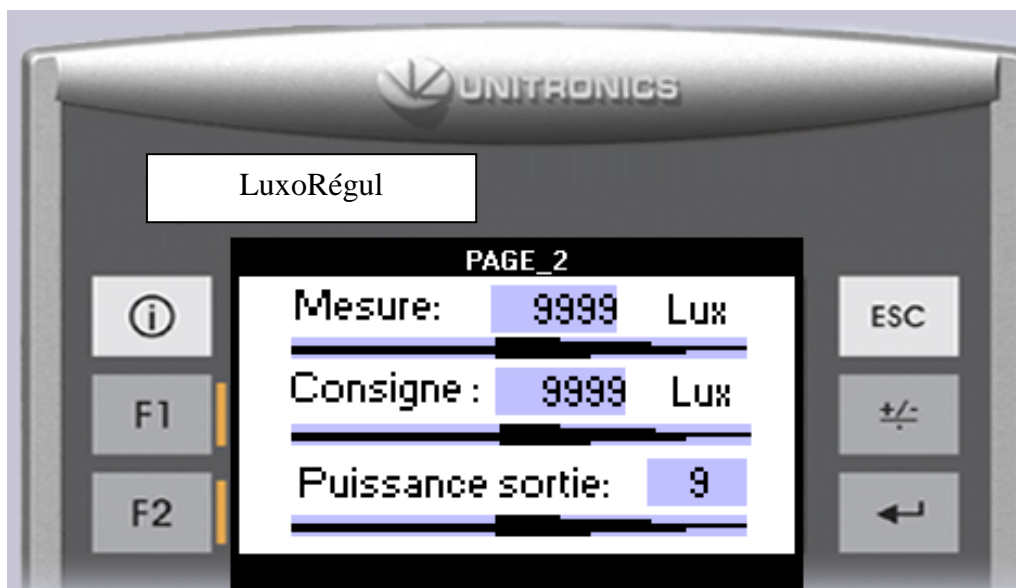 UNITRONICS
LuxoRégul
PAGE_2
Mesure: 9999 Lux
ESC
Consigne : 9999 Lux
F1
+/-
Puissance sortie: 9
F2